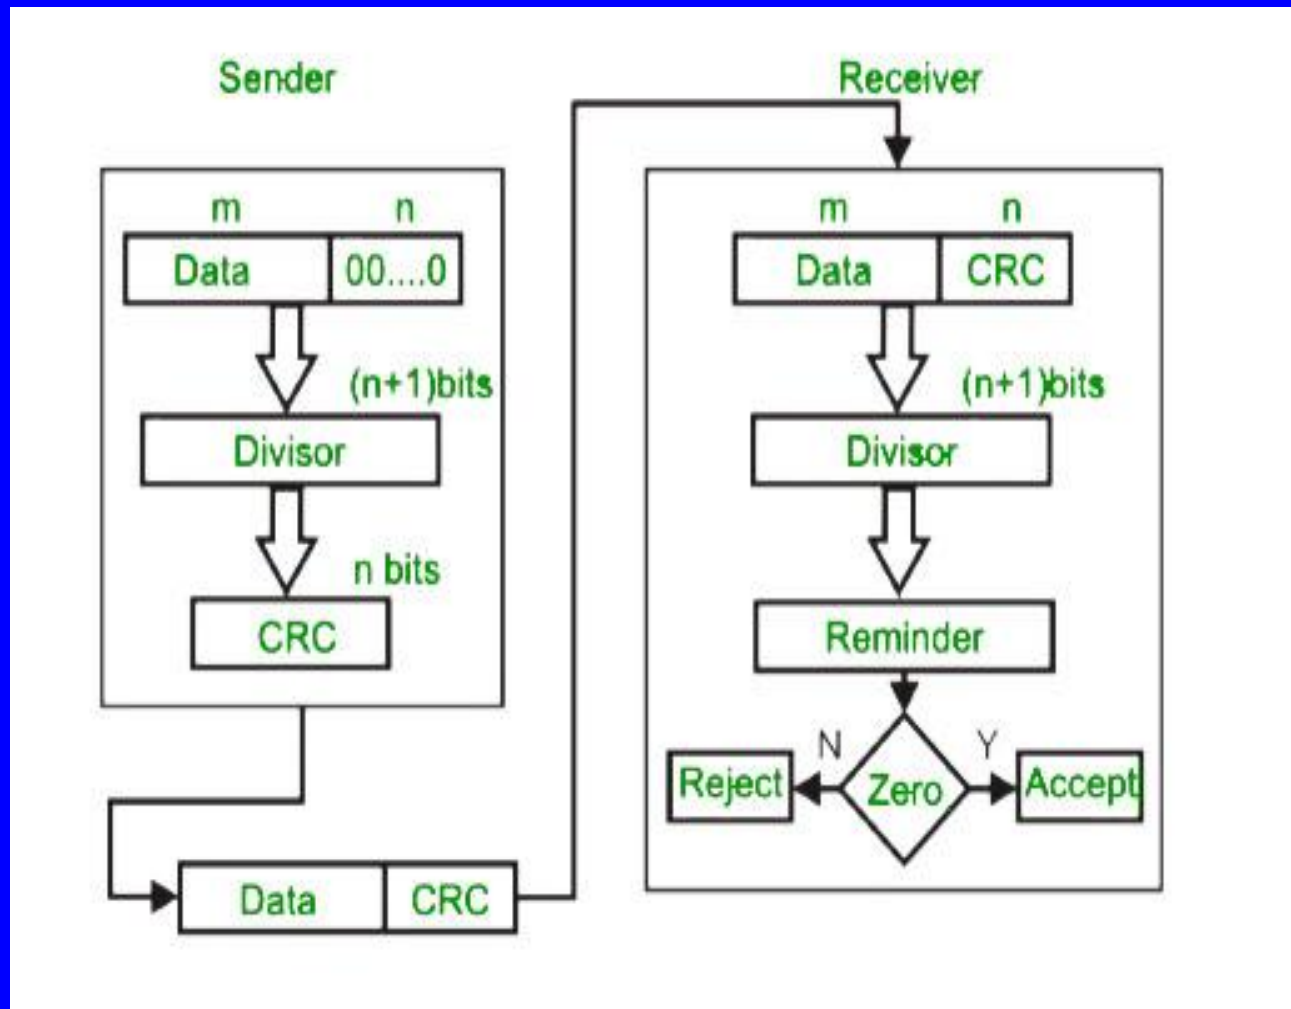 Sender
m n
Data 00....0
(n+1)bits
Divisor
n bits
CRC
Data CRC
Receiver
m n
Data CRC
(n+1)bits
Divisor
Reminder
N Y
Reject Zero Accept